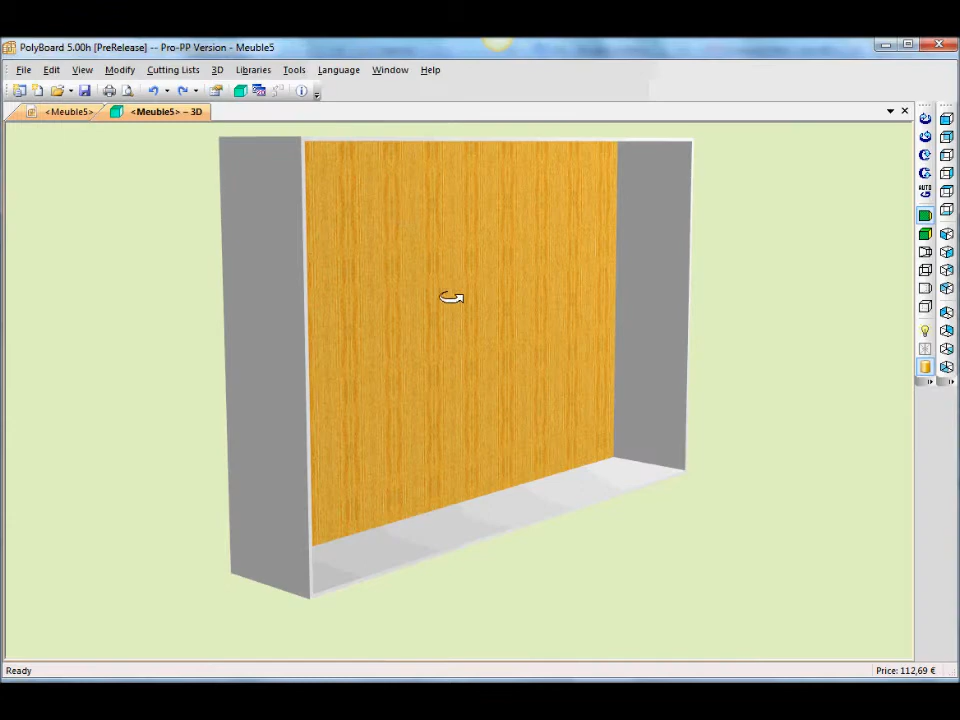 PolyBoard 5.00h [PreRelease] -- Pro-PP Version - Meuble5
File Edit View Modify Cutting Lists 3D Libraries Tools Language Window Help
<Meuble5> <Meuble5> – 3D
AUTO
Ready Price: 112,69 €